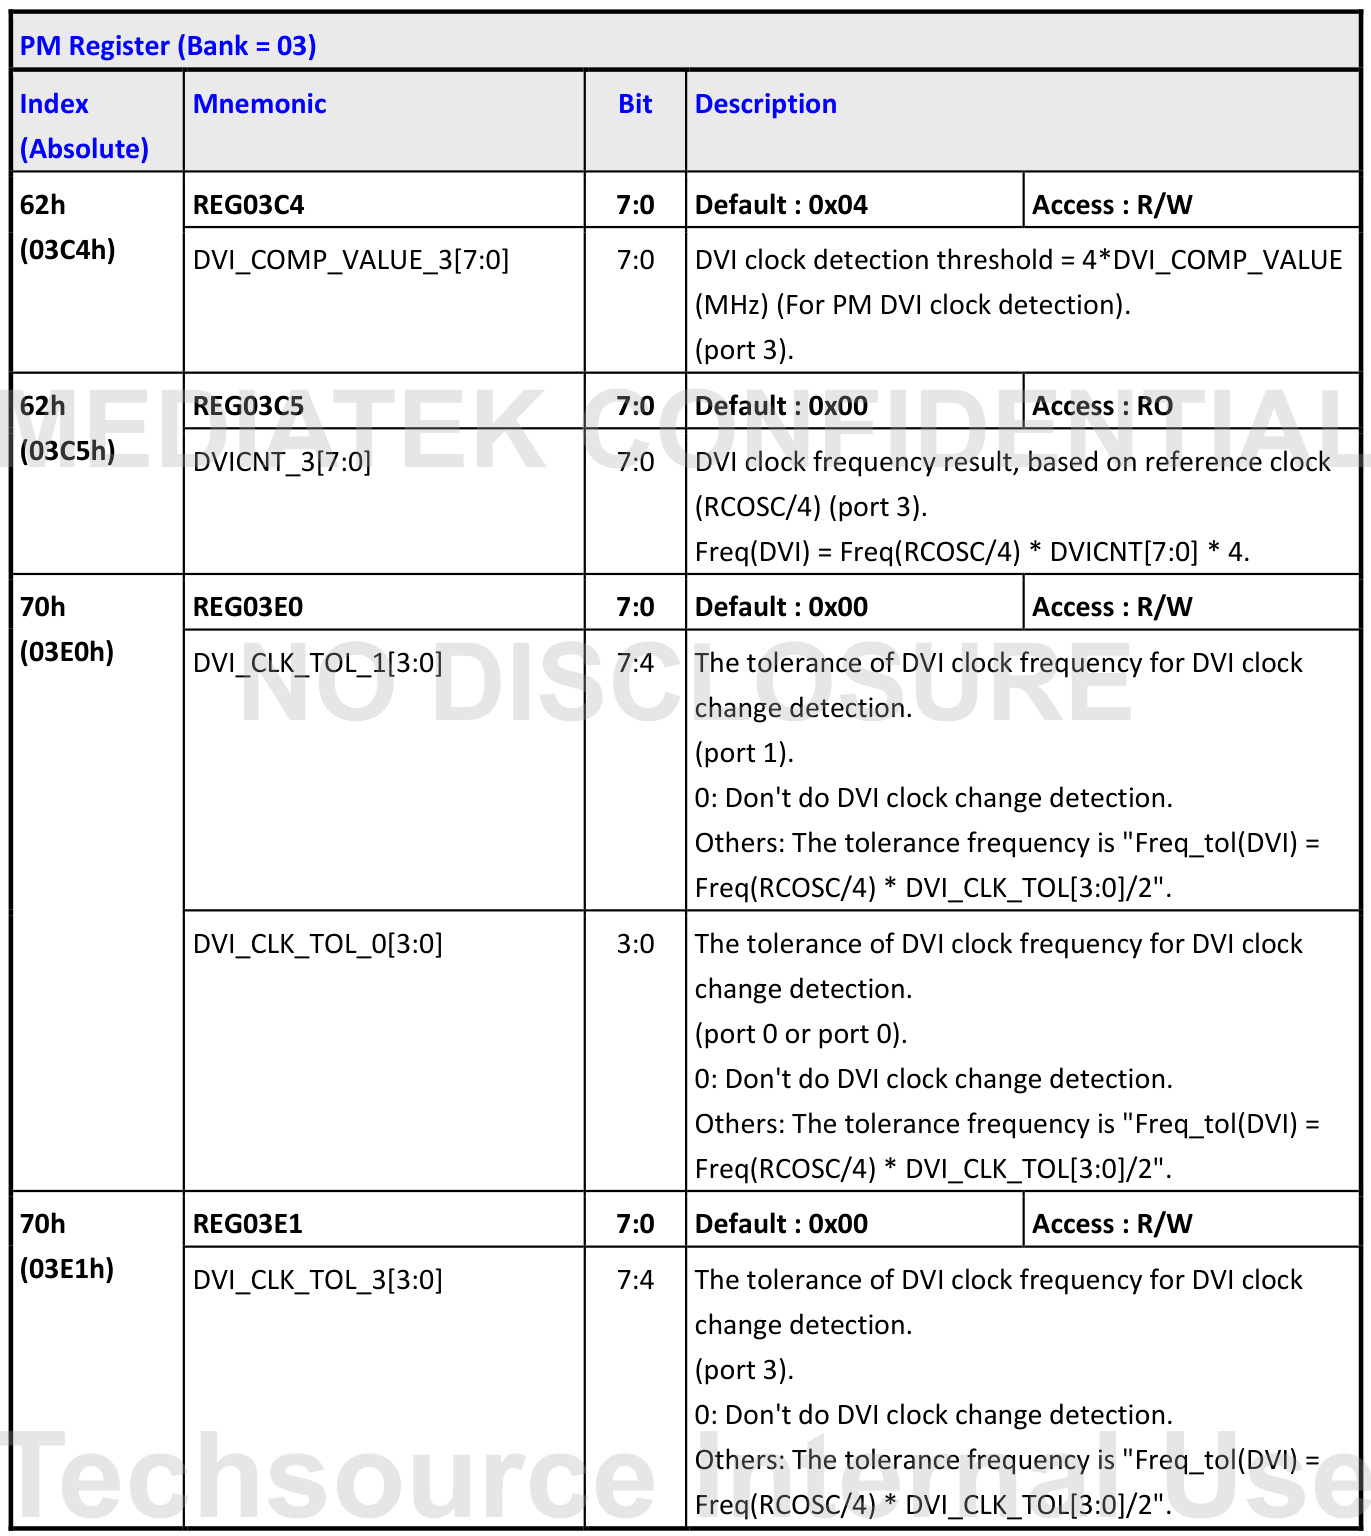 PM Register (Bank = 03)
Index
(Absolute)
Mnemonic
Bit
Description
62h
(03C4h)
REG03C4
7:0
Default : 0x04
Access : R/W
DVI_COMP_VALUE_3[7:0]
7:0
DVI clock detection threshold = 4*DVI_COMP_VALUE
(MHz) (For PM DVI clock detection).
(port 3).
MEDIATEK CONFIDENTIAL
62h
(03C5h)
REG03C5
7:0
Default : 0x00
Access : RO
DVICNT_3[7:0]
7:0
DVI clock frequency result, based on reference clock
(RCOSC/4) (port 3).
Freq(DVI) = Freq(RCOSC/4) * DVICNT[7:0] * 4.
70h
(03E0h)
REG03E0
7:0
Default : 0x00
Access : R/W
NO DISCLOSURE
DVI_CLK_TOL_1[3:0]
7:4
The tolerance of DVI clock frequency for DVI clock
change detection.
(port 1).
0: Don't do DVI clock change detection.
Others: The tolerance frequency is "Freq_tol(DVI) =
Freq(RCOSC/4) * DVI_CLK_TOL[3:0]/2".
DVI_CLK_TOL_0[3:0]
3:0
The tolerance of DVI clock frequency for DVI clock
change detection.
(port 0 or port 0).
0: Don't do DVI clock change detection.
Others: The tolerance frequency is "Freq_tol(DVI) =
Freq(RCOSC/4) * DVI_CLK_TOL[3:0]/2".
70h
(03E1h)
REG03E1
7:0
Default : 0x00
Access : R/W
DVI_CLK_TOL_3[3:0]
7:4
The tolerance of DVI clock frequency for DVI clock
change detection.
(port 3).
0: Don't do DVI clock change detection.
Others: The tolerance frequency is "Freq_tol(DVI) =
Freq(RCOSC/4) * DVI_CLK_TOL[3:0]/2".
Techsource Internal Use